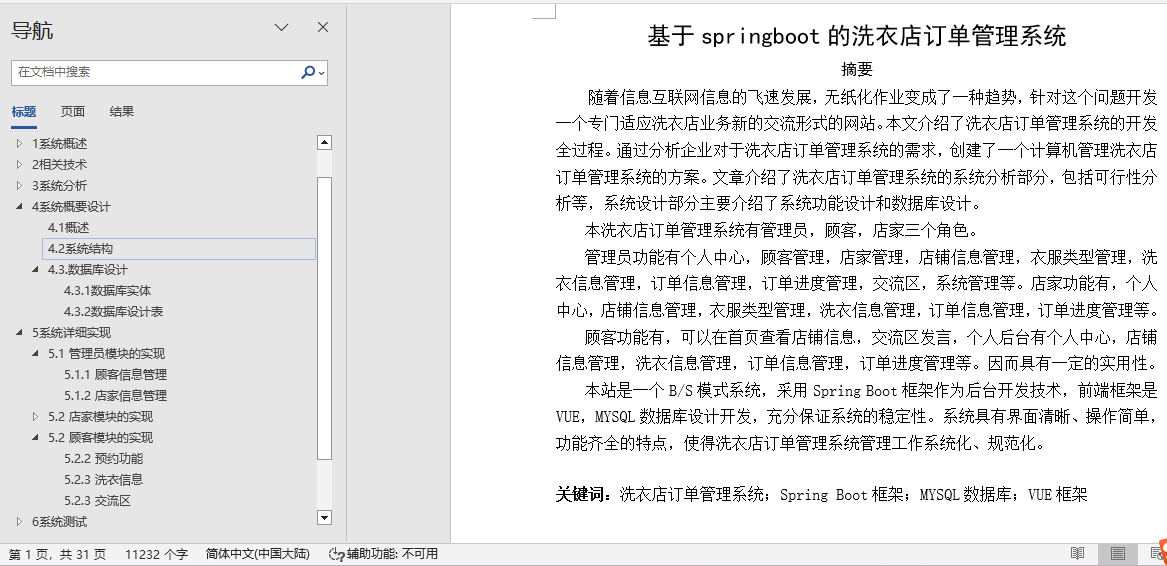 导航
在文档中搜索
标题 页面 结果
1系统概述
2相关技术
3系统分析
4系统概要设计
4.1概述
4.2系统结构
4.3.数据库设计
4.3.1数据库实体
4.3.2数据库设计表
5系统详细实现
5.1 管理员模块的实现
5.1.1 顾客信息管理
5.1.2 店家信息管理
5.2 店家模块的实现
5.2 顾客模块的实现
5.2.2 预约功能
5.2.3 洗衣信息
5.2.3 交流区
6系统测试
基于 springboot 的洗衣店订单管理系统
摘要
随着信息互联网信息的飞速发展，无纸化作业变成了一种趋势，针对这个问题开发
一个专门适应洗衣店业务新的交流形式的网站。本文介绍了洗衣店订单管理系统的开发
全过程。通过分析企业对于洗衣店订单管理系统的需求，创建了一个计算机管理洗衣店
订单管理系统的方案。文章介绍了洗衣店订单管理系统的系统分析部分，包括可行性分
析等，系统设计部分主要介绍了系统功能设计和数据库设计。
本洗衣店订单管理系统有管理员，顾客，店家三个角色。
管理员功能有个人中心，顾客管理，店家管理，店铺信息管理，衣服类型管理，洗
衣信息管理，订单信息管理，订单进度管理，交流区，系统管理等。店家功能有，个人
中心，店铺信息管理，衣服类型管理，洗衣信息管理，订单信息管理，订单进度管理等。
顾客功能有，可以在首页查看店铺信息，交流区发言，个人后台有个人中心，店铺
信息管理，洗衣信息管理，订单信息管理，订单进度管理等。因而具有一定的实用性。
本站是一个 B/S 模式系统，采用 Spring Boot 框架作为后台开发技术，前端框架是
VUE，MYSQL 数据库设计开发，充分保证系统的稳定性。系统具有界面清晰、操作简单，
功能齐全的特点，使得洗衣店订单管理系统管理工作系统化、规范化。
关键词：洗衣店订单管理系统；Spring Boot 框架；MYSQL 数据库；VUE 框架
第 1 页，共 31 页 11232 个字 简体中文(中国大陆) 辅助功能: 不可用